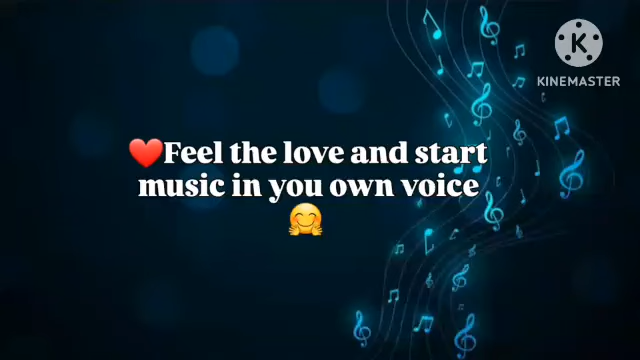 KINEMASTER
❤️Feel the love and start
music in you own voice
🤗